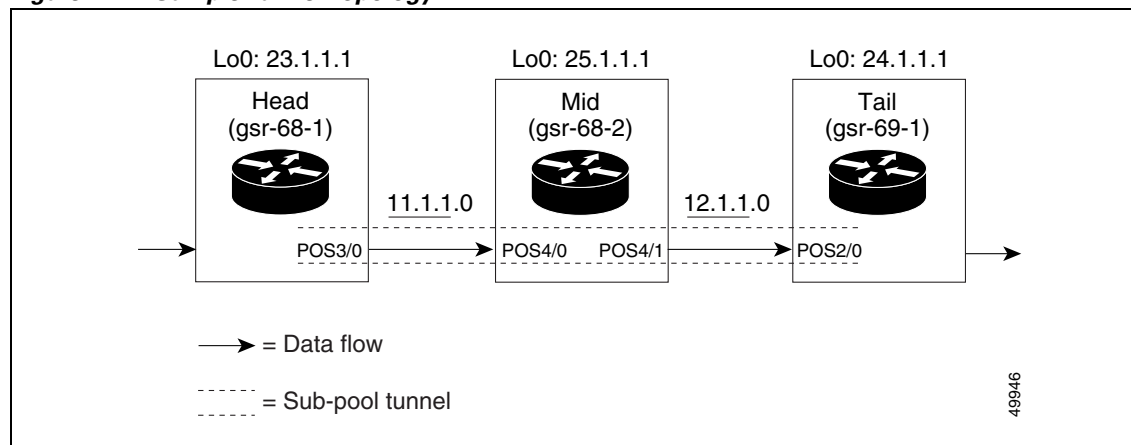 Lo0: 23.1.1.1
Lo0: 25.1.1.1
Lo0: 24.1.1.1
Head
(gsr-68-1)
Mid
(gsr-68-2)
Tail
(gsr-69-1)
11.1.1.0
12.1.1.0
POS3/0
POS4/0
POS4/1
POS2/0
= Data flow
= Sub-pool tunnel
49946